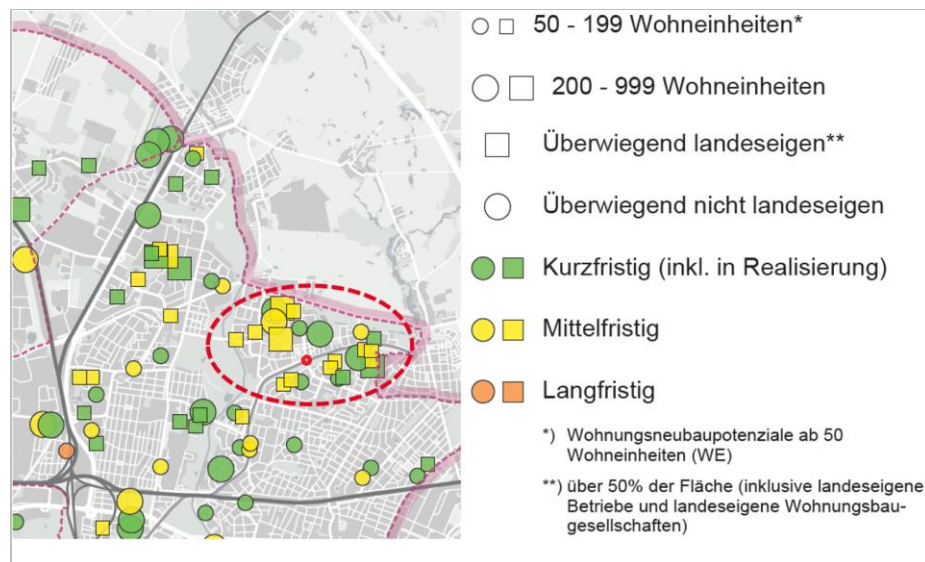 50 - 199 Wohneinheiten*
200 - 999 Wohneinheiten
Überwiegend landeseigen**
Überwiegend nicht landeseigen
Kurzfristig (inkl. in Realisierung)
Mittelfristig
Langfristig
*) Wohnungsneubaupotenziale ab 50
Wohneinheiten (WE)
**) über 50% der Fläche (inklusive landeseigene
Betriebe und landeseigene Wohnungsbau-
gesellschaften)